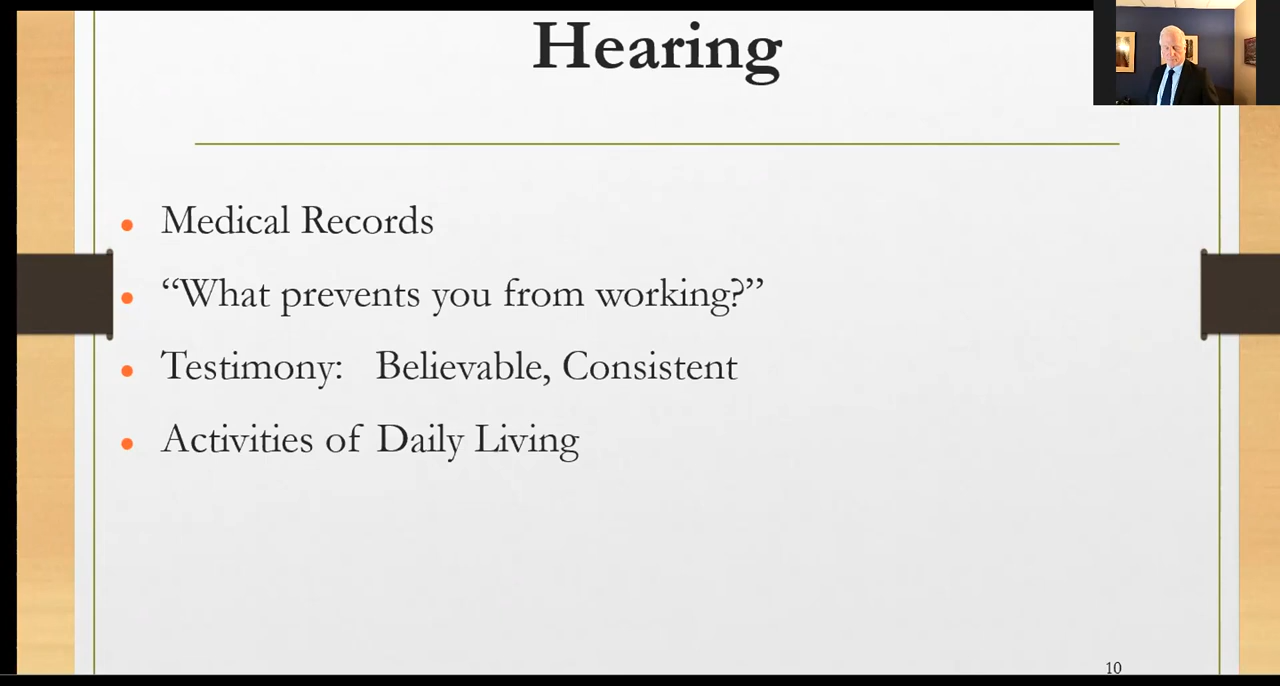 Hearing
• Medical Records
• “What prevents you from working?”
• Testimony: Believable, Consistent
• Activities of Daily Living
10